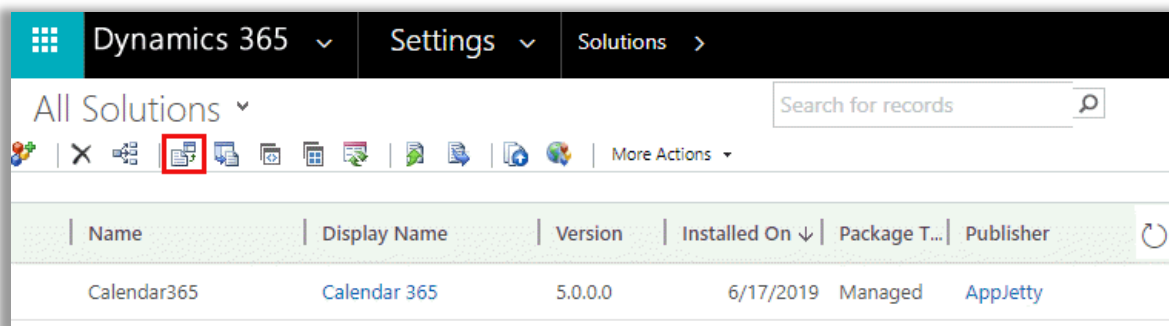 Dynamics 365 Settings Solutions
All Solutions Search for records
More Actions
Name Display Name Version Installed On Package T... Publisher
Calendar365 Calendar 365 5.0.0.0 6/17/2019 Managed AppJetty